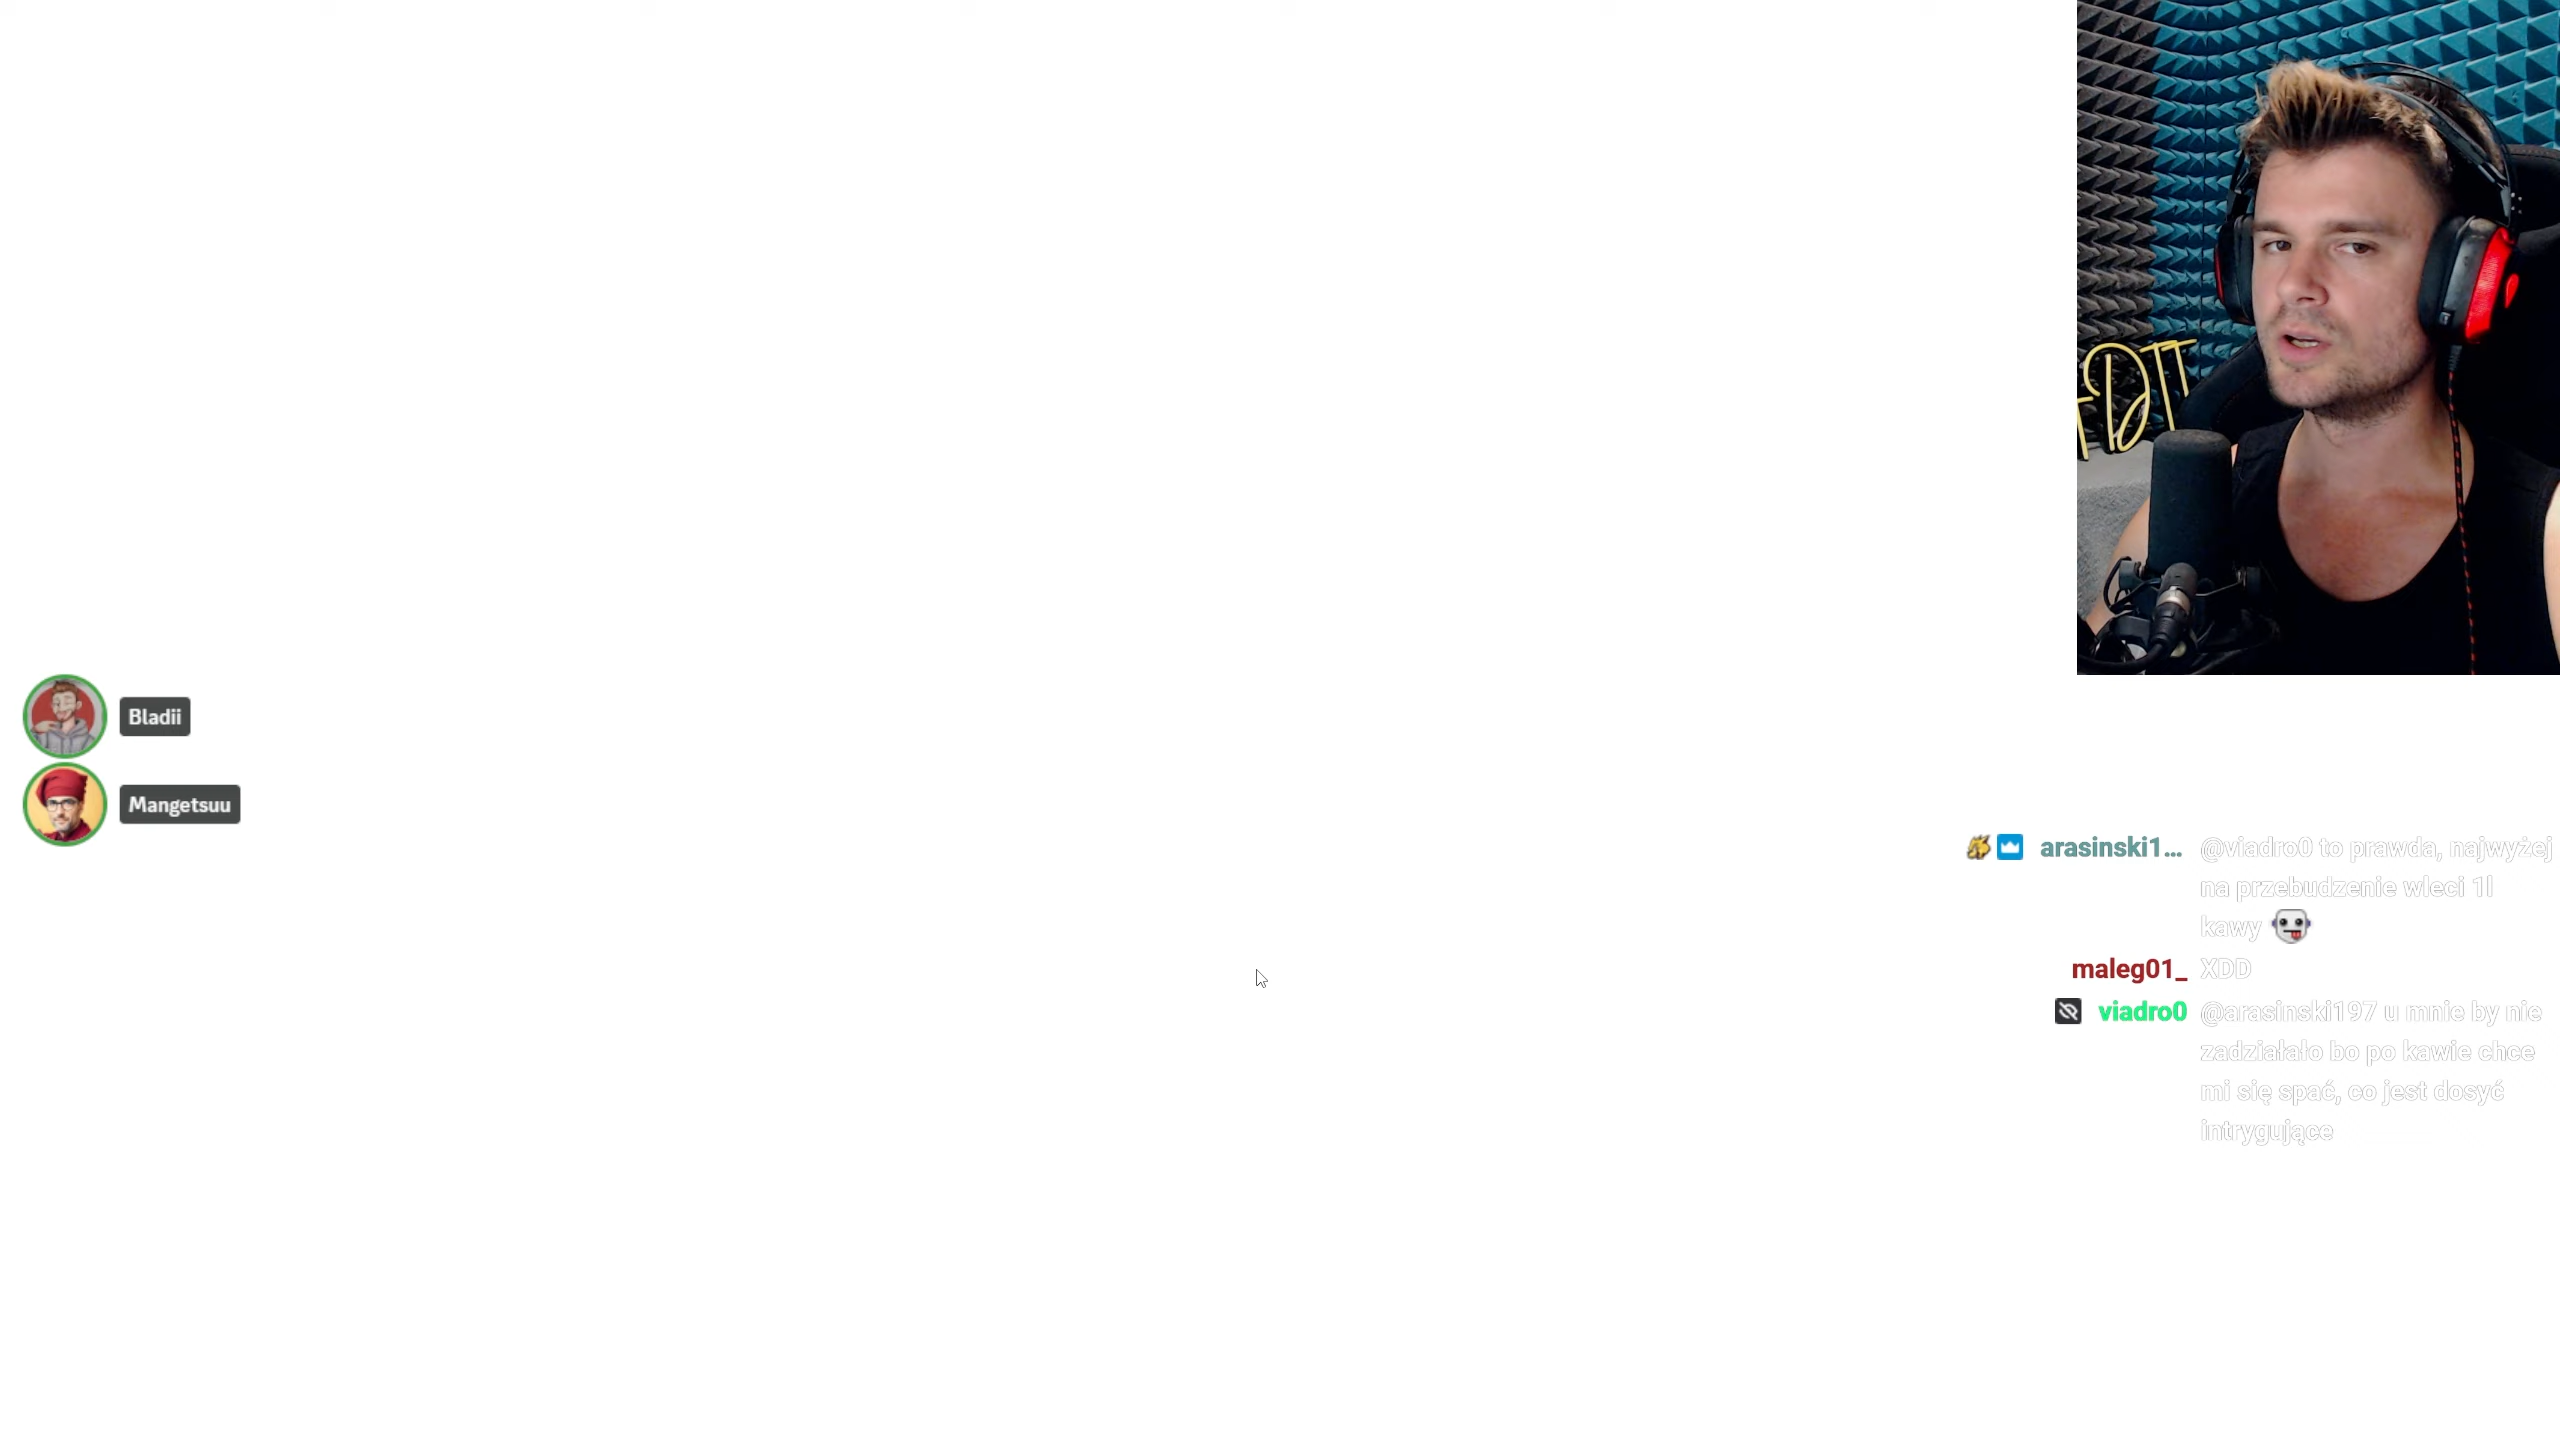 Bladii
Mangetsuu
arasinski1... @viadro0 to prawda, najwyżej
na przebudzenie wleci 1l
kawy
maleg01_ XDD
viadro0 @arasinski197 u mnie by nie
zadziałało bo po kawie chce
mi się spać, co jest dosyć
intrygujące